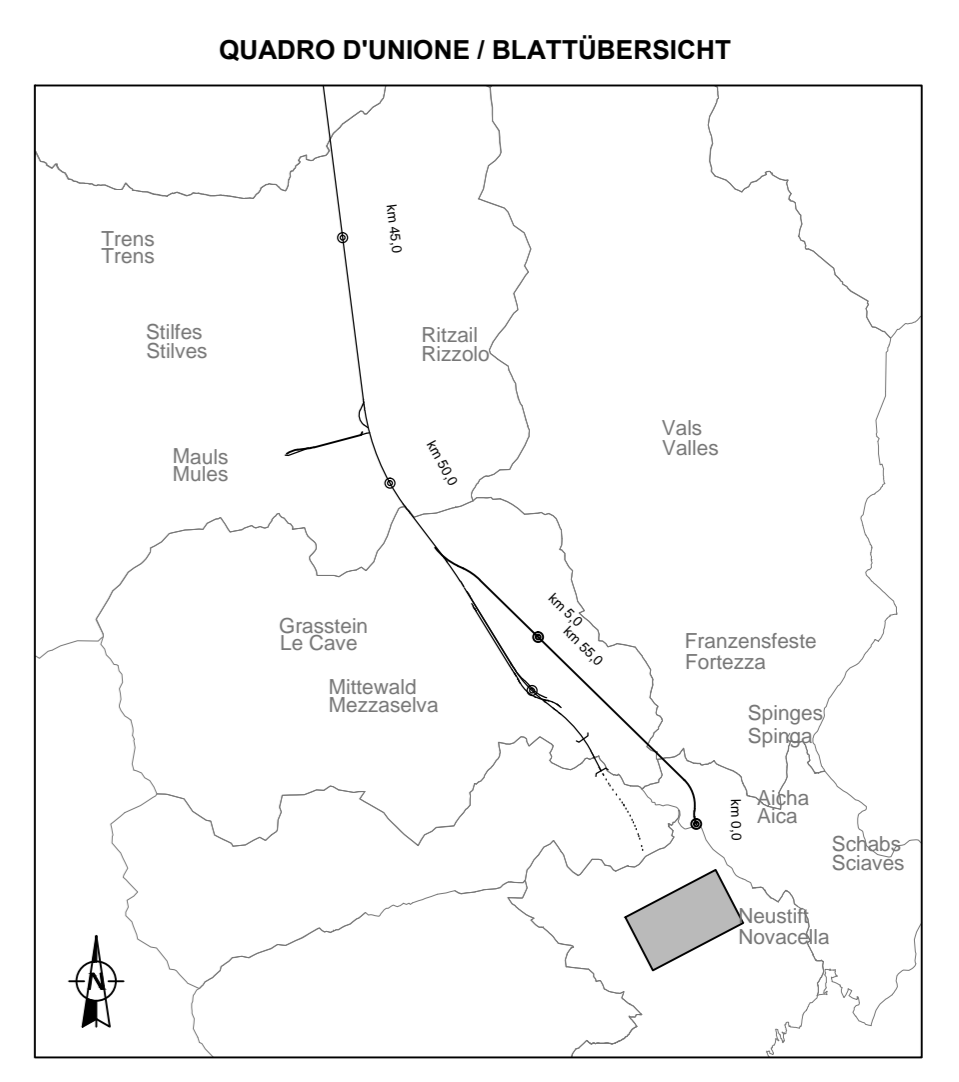 QUADRO D'UNIONE / BLATTÜBERSICHT
km 45,0
Trens
Trens
Stilfes
Stilves
Ritzail
Rizzolo
Vals
Valles
Mauls
Mules
km 50,0
km 5,0
km 55,0
Grasstein
Le Cave
Franzensfeste
Fortezza
Mittewald
Mezzaselva
Spinges
Spinga
Aicha
Aica
km 0,0
Schabs
Sciaves
Neustift
Novacella
N